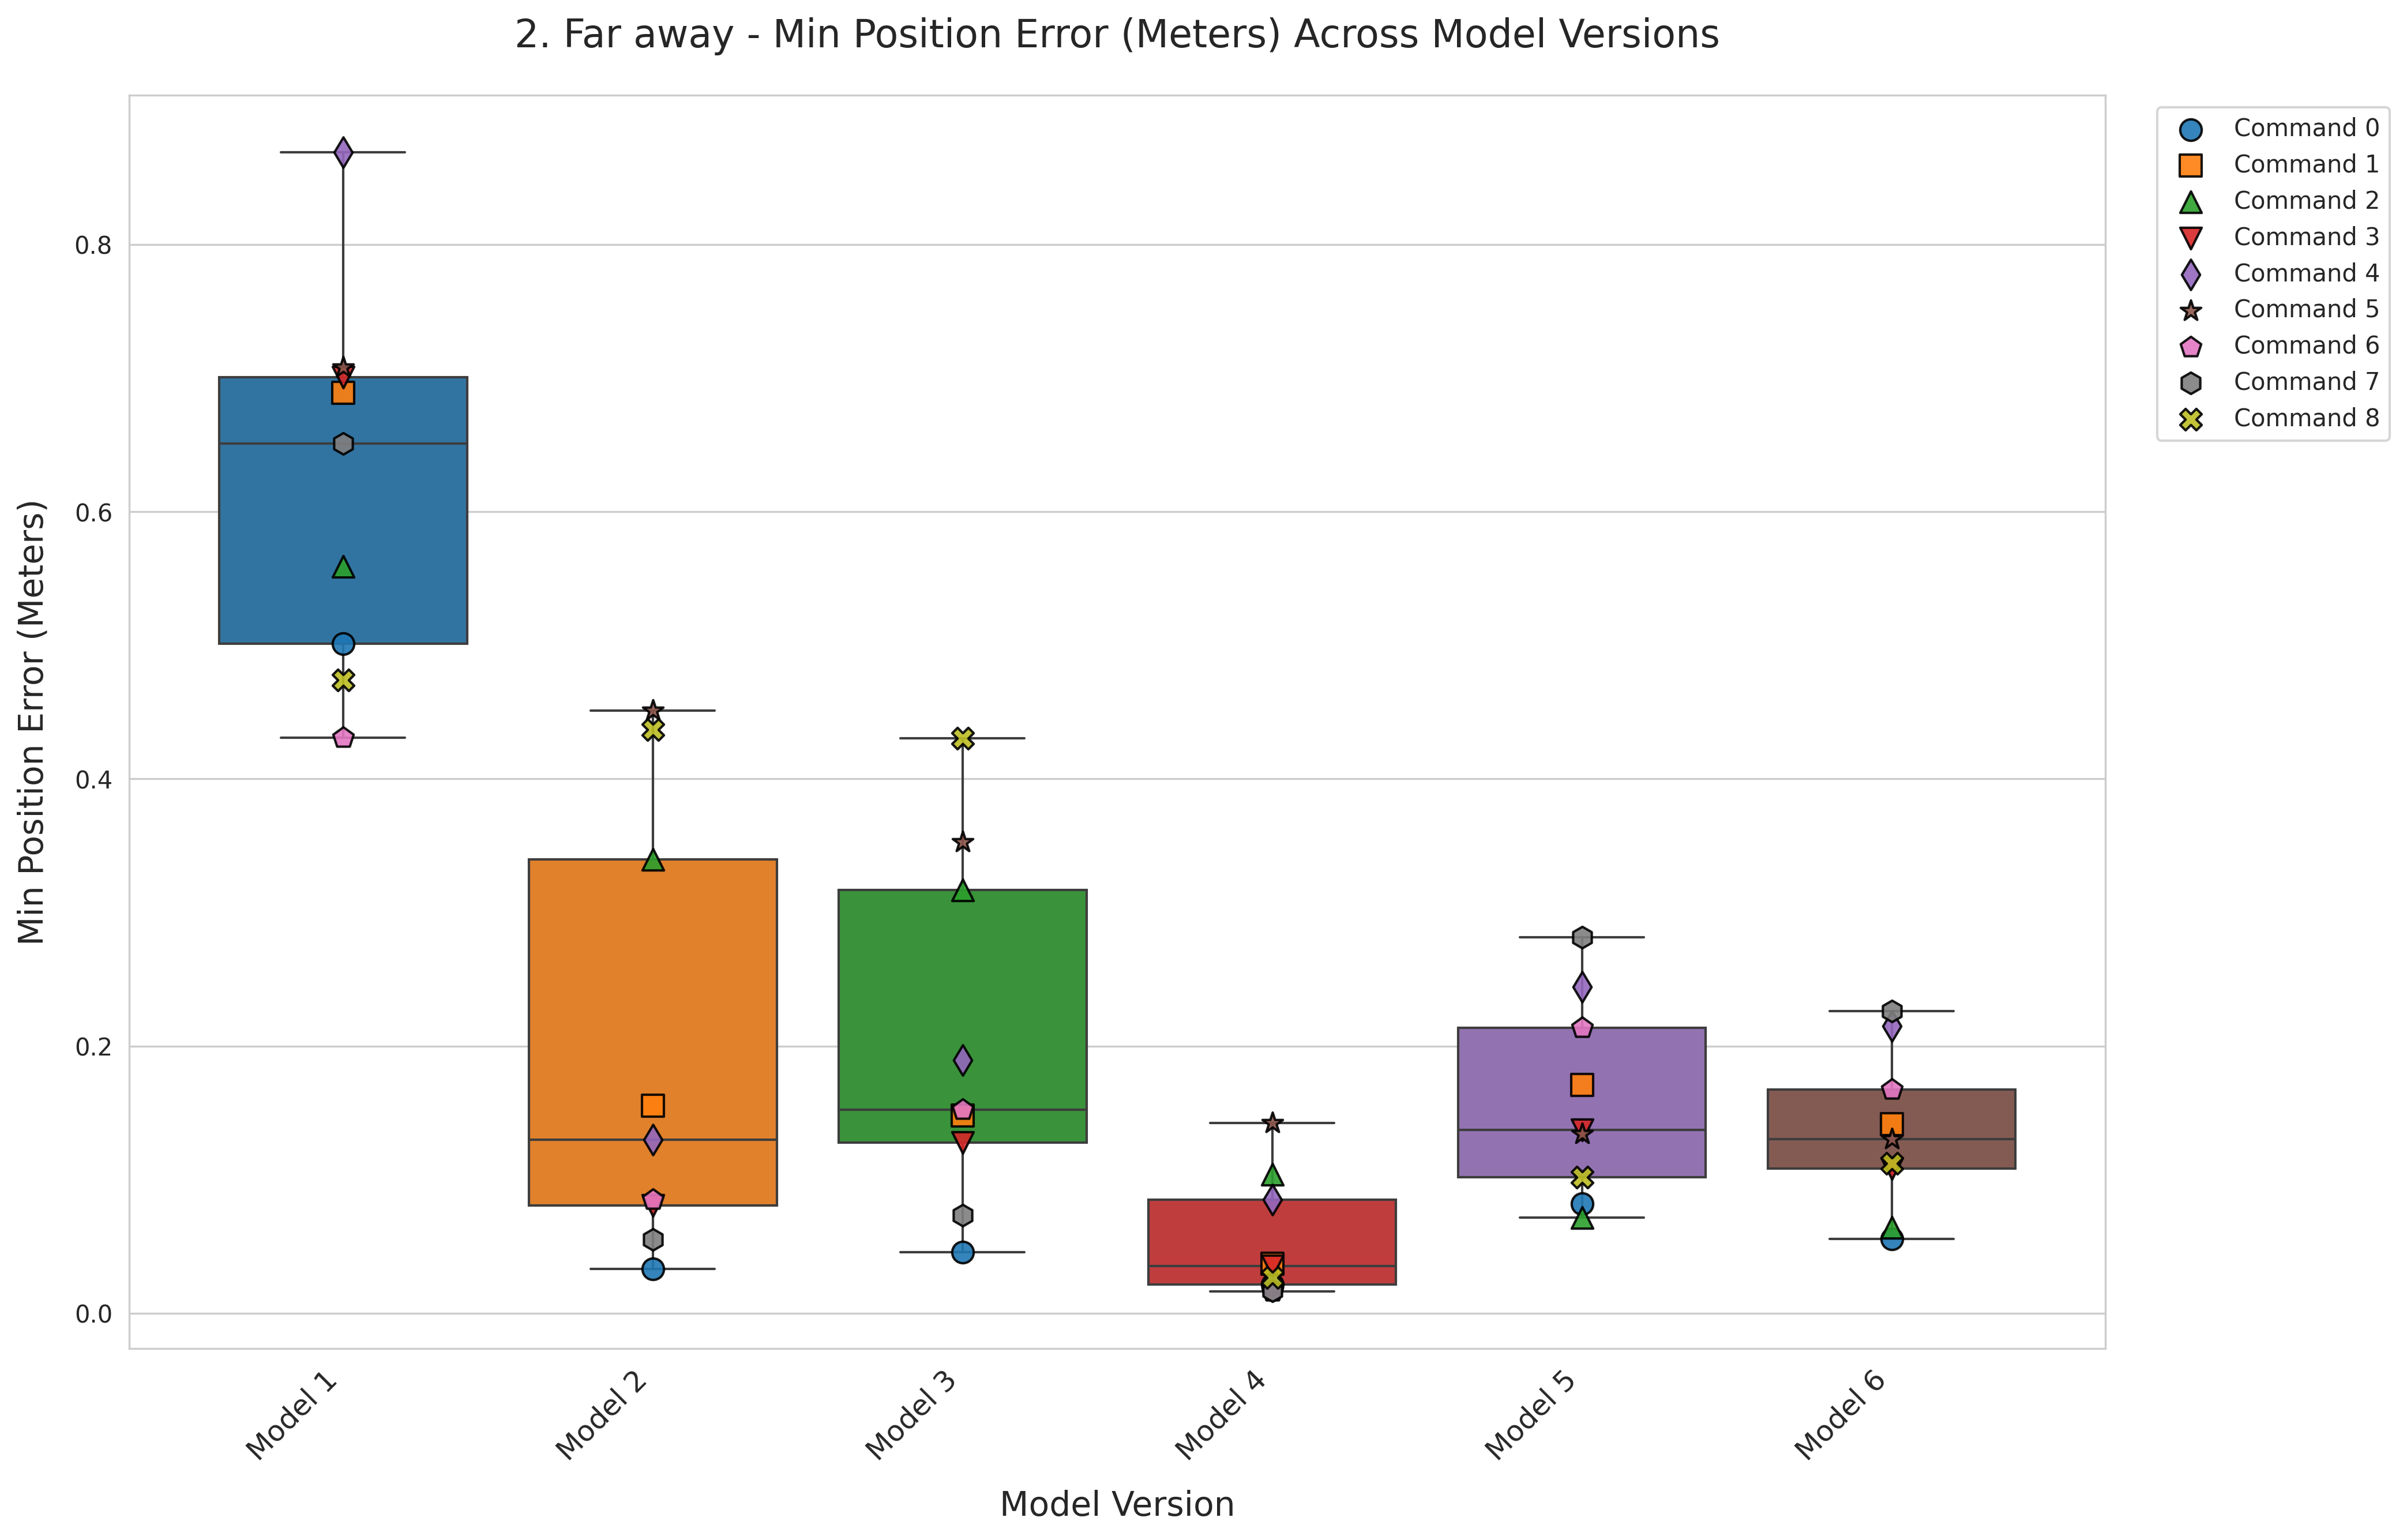 2. Far away - Min Position Error (Meters) Across Model Versions
Min Position Error (Meters)
0.8
0.6
0.4
0.2
0.0
Model 1
Model 2
Model 3
Model 4
Model 5
Model 6
Model Version
Command 0
Command 1
Command 2
Command 3
Command 4
Command 5
Command 6
Command 7
Command 8